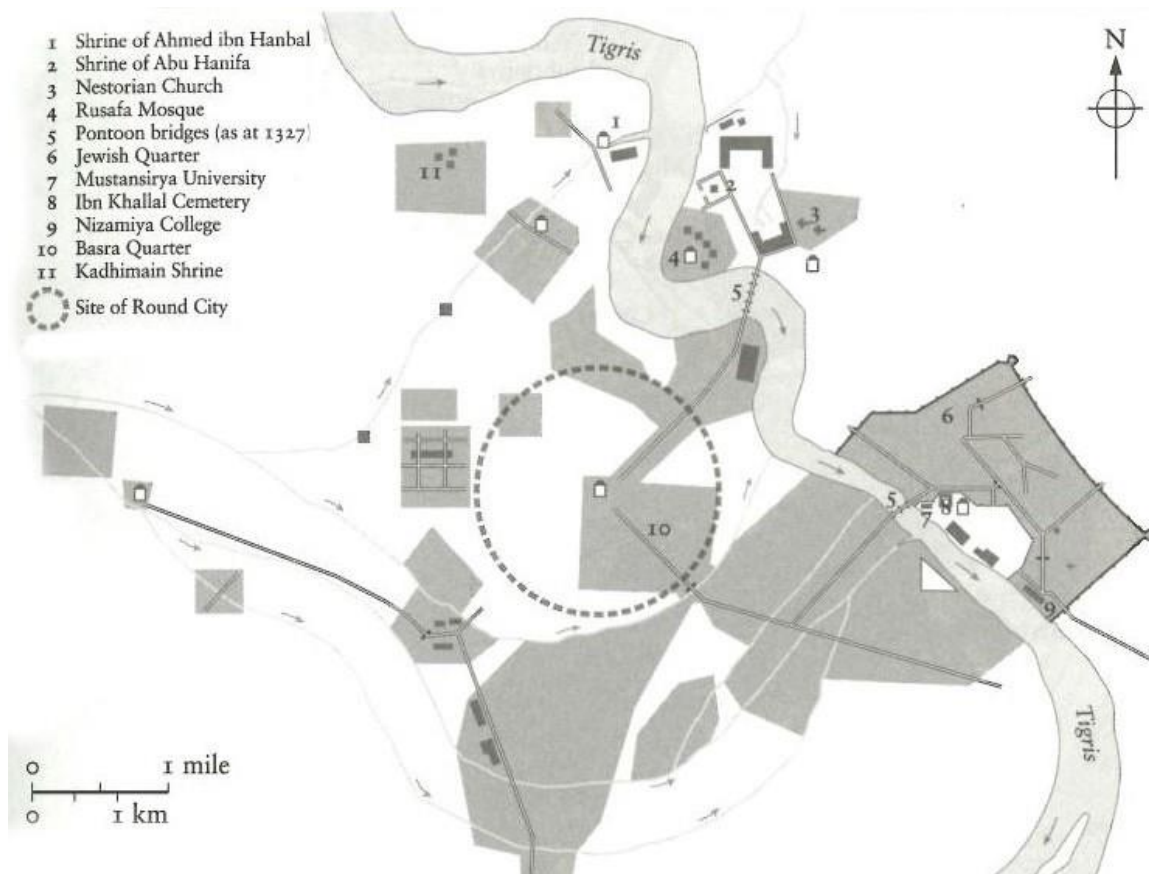 1 Shrine of Ahmed ibn Hanbal
2 Shrine of Abu Hanifa
3 Nestorian Church
4 Rusafa Mosque
5 Pontoon bridges (as at 1327)
6 Jewish Quarter
7 Mustansirya University
8 Ibn Khallal Cemetery
9 Nizamiya College
10 Basra Quarter
11 Kadhimain Shrine
Site of Round City
Tigris
N
1
11
2
3
4
5
6
5
7
8
10
9
Tigris
0 1 mile
0 1 km